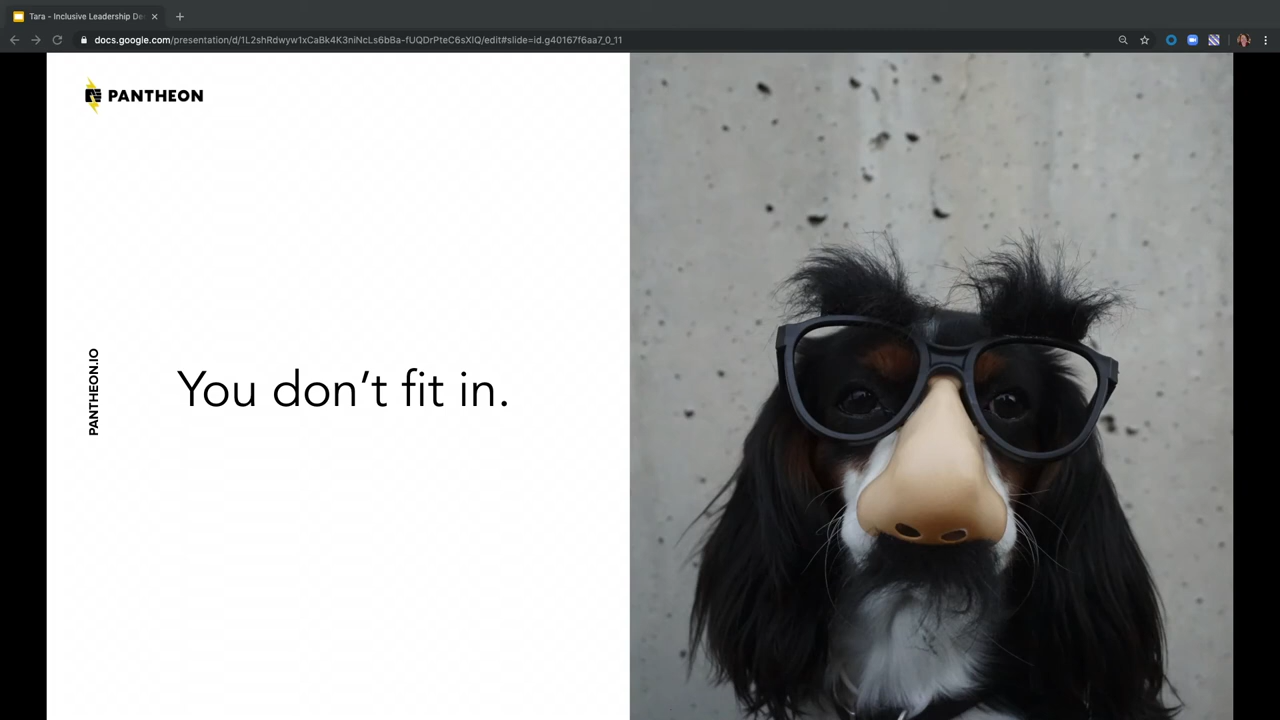 Tara - Inclusive Leadership De
docs.google.com/presentation/d/1L2shRdwyw1xCaBk4K3niNcLs6bBa-fUQDrPteC6sXlQ/edit#slide=id.g40167f6aa7_0_11
PANTHEON
PANTHEON.IO
You don’t fit in.